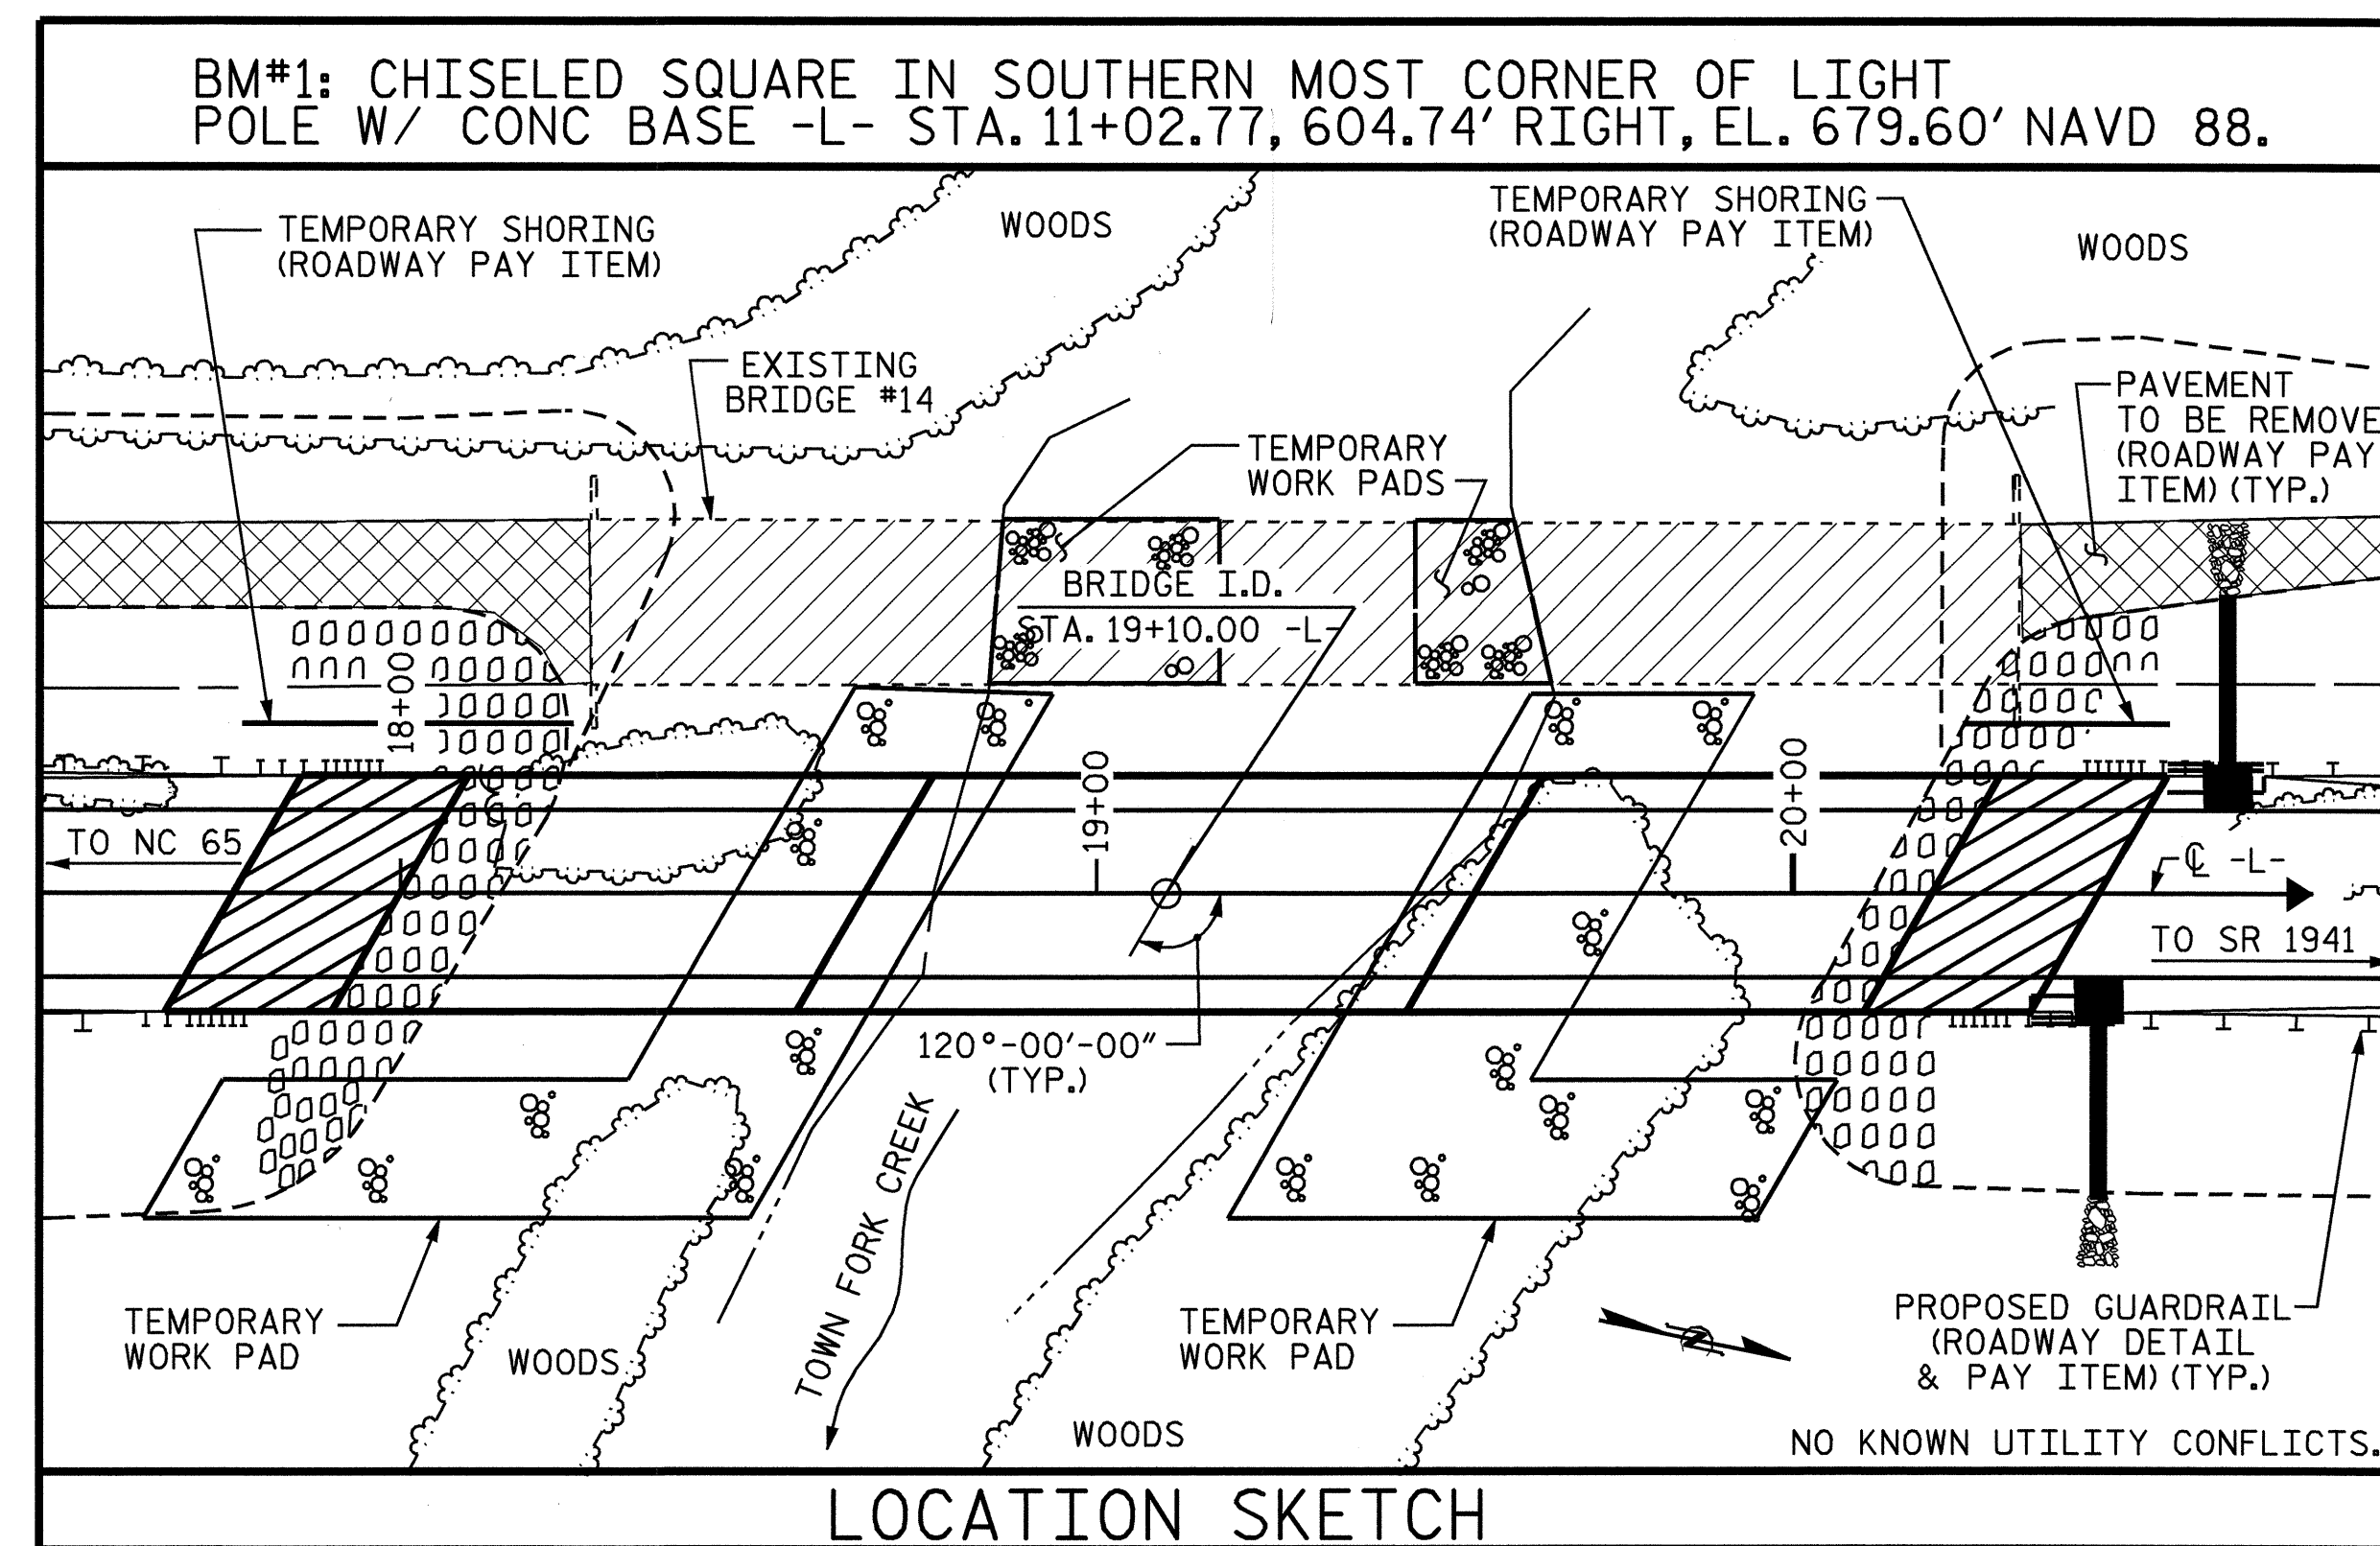 BM#1: CHISELED SQUARE IN SOUTHERN MOST CORNER OF LIGHT
POLE W/ CONC BASE -L- STA. 11+02.77, 604.74' RIGHT, EL. 679.60' NAVD 88.
TEMPORARY SHORING
(ROADWAY PAY ITEM)
WOODS
TEMPORARY SHORING
(ROADWAY PAY ITEM)
WOODS
EXISTING
BRIDGE #14
TEMPORARY
WORK PADS
PAVEMENT
TO BE REMOVE
(ROADWAY PAY
ITEM) (TYP.)
BRIDGE I.D.
STA. 19+10.00 -L-
18+00
19+00
20+00
TO NC 65
℄ -L-
TO SR 1941
120°-00'-00"
(TYP.)
TOWN FORK CREEK
TEMPORARY
WORK PAD
WOODS
TEMPORARY
WORK PAD
WOODS
PROPOSED GUARDRAIL
(ROADWAY DETAIL
& PAY ITEM) (TYP.)
NO KNOWN UTILITY CONFLICTS.
LOCATION SKETCH